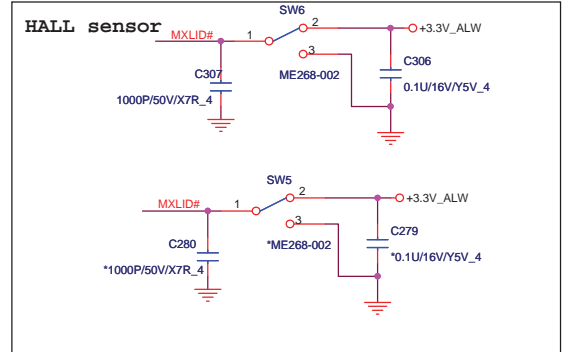 HALL sensor
SW6
MXLID#
1
2
+3.3V_ALW
3
C307
ME268-002
C306
1000P/50V/X7R_4
0.1U/16V/Y5V_4
SW5
MXLID#
1
2
+3.3V_ALW
3
C280
*ME268-002
C279
*1000P/50V/X7R_4
*0.1U/16V/Y5V_4